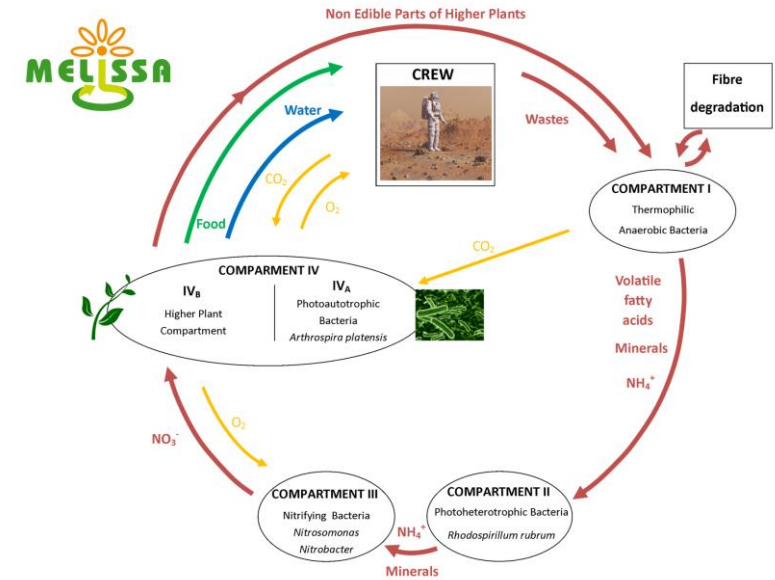 Non Edible Parts of Higher Plants
MELiSSA
CREW
Fibre
degradation
Water
Wastes
CO₂
O₂
Food
COMPARTMENT I
Thermophilic
Anaerobic Bacteria
CO₂
COMPARMENT IV
IV_B
Higher Plant
Compartment
IV_A
Photoautotrophic
Bacteria
Arthrospira platensis
Volatile
fatty
acids
Minerals
NH₄⁺
O₂
NO₃⁻
COMPARTMENT III
Nitrifying Bacteria
Nitrosomonas
Nitrobacter
COMPARTMENT II
Photoheterotrophic Bacteria
Rhodospirillum rubrum
NH₄⁺
Minerals